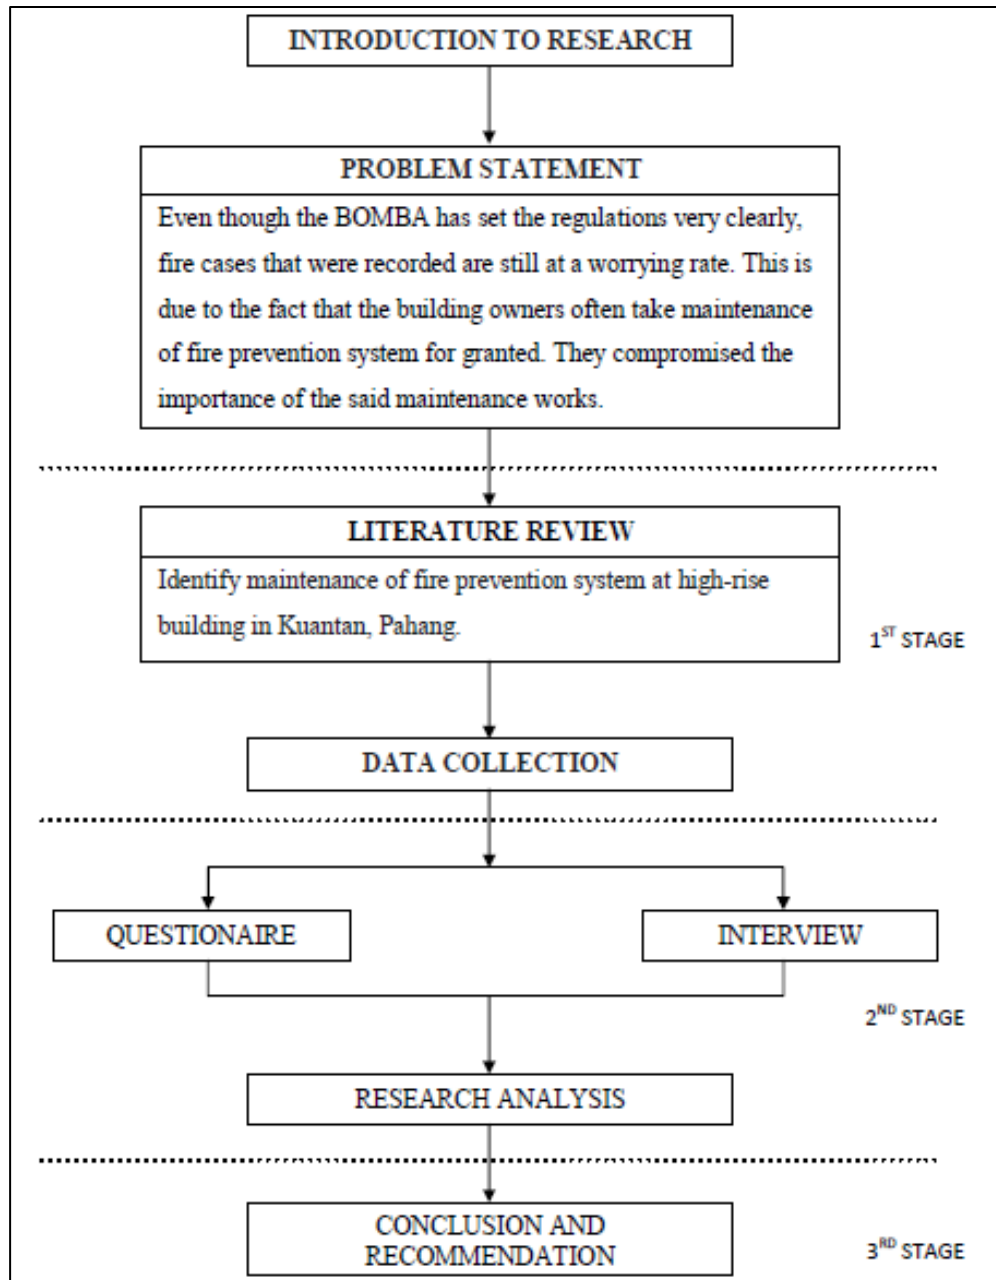 INTRODUCTION TO RESEARCH
PROBLEM STATEMENT
Even though the BOMBA has set the regulations very clearly,
fire cases that were recorded are still at a worrying rate. This is
due to the fact that the building owners often take maintenance
of fire prevention system for granted. They compromised the
importance of the said maintenance works.
LITERATURE REVIEW
Identify maintenance of fire prevention system at high-rise
building in Kuantan, Pahang.
1ST STAGE
DATA COLLECTION
QUESTIONAIRE
INTERVIEW
2ND STAGE
RESEARCH ANALYSIS
CONCLUSION AND
RECOMMENDATION
3RD STAGE